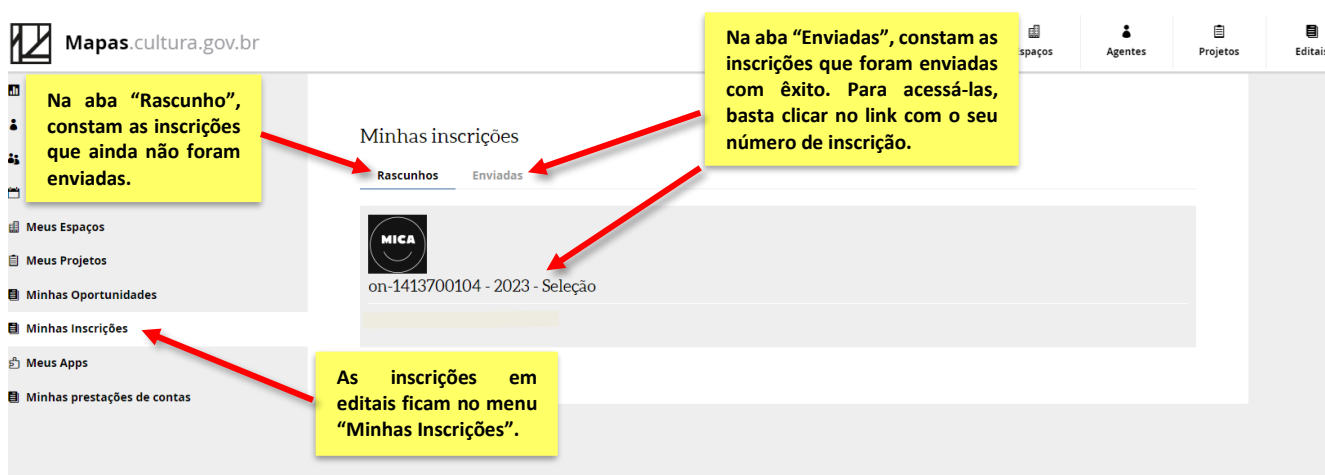 Mapas.cultura.gov.br
Espaços
Agentes
Projetos
Editais
Na aba “Enviadas”, constam as
inscrições que foram enviadas
com êxito. Para acessá-las,
basta clicar no link com o seu
número de inscrição.
Na aba “Rascunho”,
constam as inscrições
que ainda não foram
enviadas.
Minhas inscrições
Rascunhos
Enviadas
Meus Espaços
Meus Projetos
Minhas Oportunidades
Minhas Inscrições
Meus Apps
Minhas prestações de contas
MICA
on-1413700104 - 2023 - Seleção
As inscrições em
editais ficam no menu
“Minhas Inscrições”.